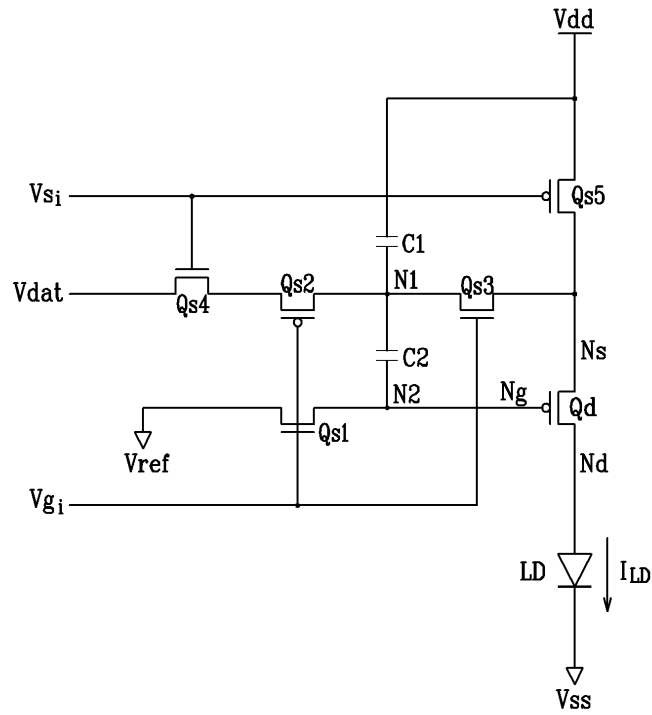 Vdd
Vsi
Qs5
C1
Vdat
Qs4
Qs2
N1
Qs3
C2
Ns
N2
Ng
Qd
Vref
Qs1
Nd
Vgi
LD
ILD
Vss